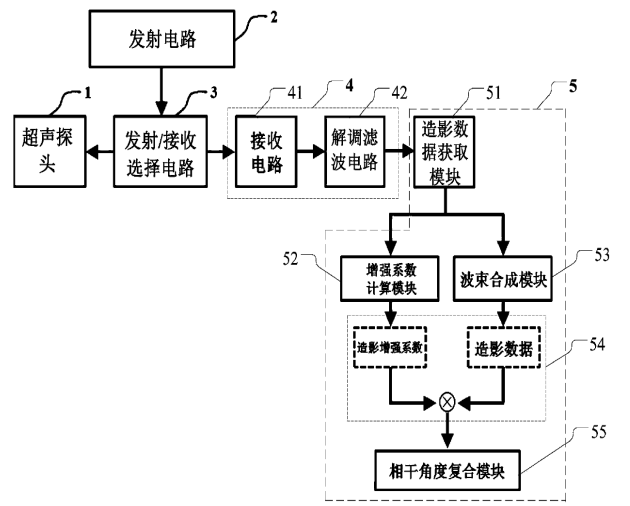 2
发射电路
1
3
4
41
42
51
5
超声探
头
发射/接收
选择电路
接收
电路
解调滤
波电路
造影数
据获取
模块
52
53
增强系数
计算模块
波束合成模块
造影增强系数
造影数据
54
55
相干角度复合模块